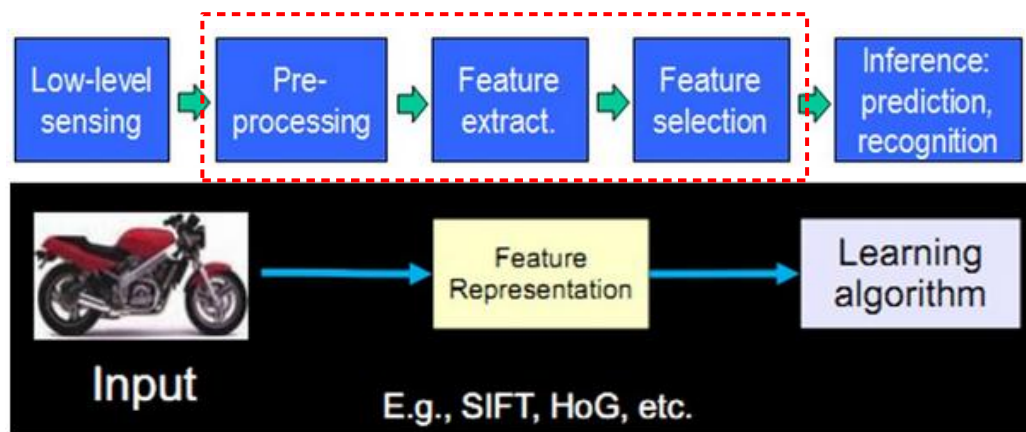 Low-level
sensing
Pre-
processing
Feature
extract.
Feature
selection
Inference:
prediction,
recognition
Input
Feature
Representation
Learning
algorithm
E.g., SIFT, HoG, etc.